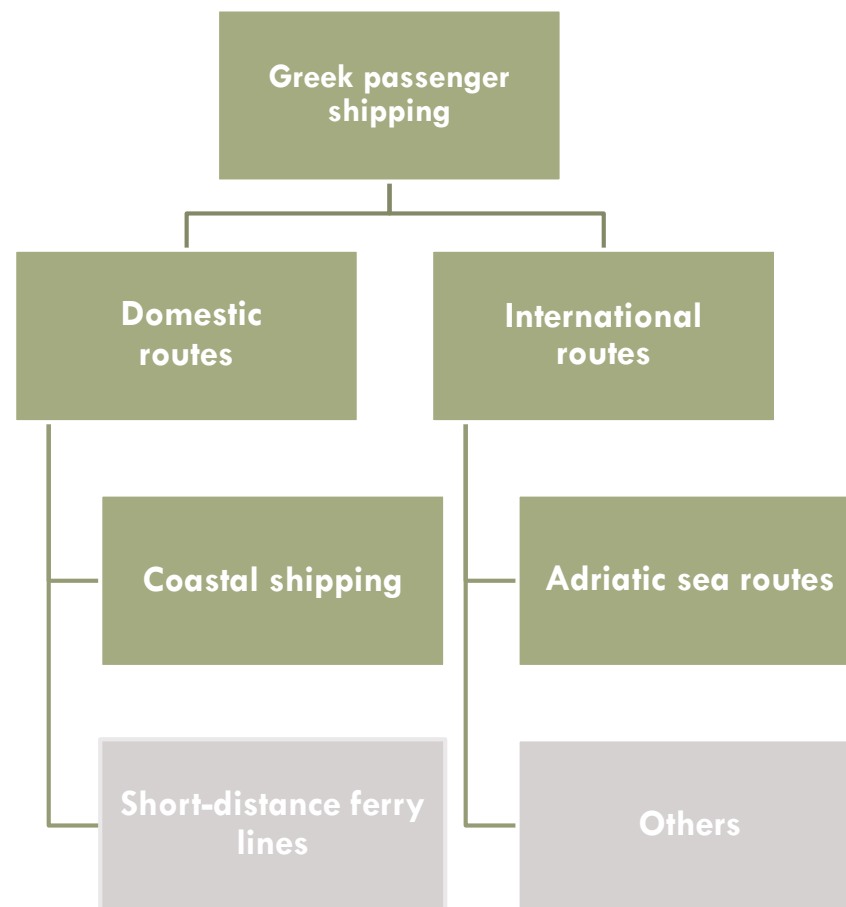 Greek passenger
shipping
Domestic
routes
International
routes
Coastal shipping
Adriatic sea routes
Short-distance ferry
lines
Others